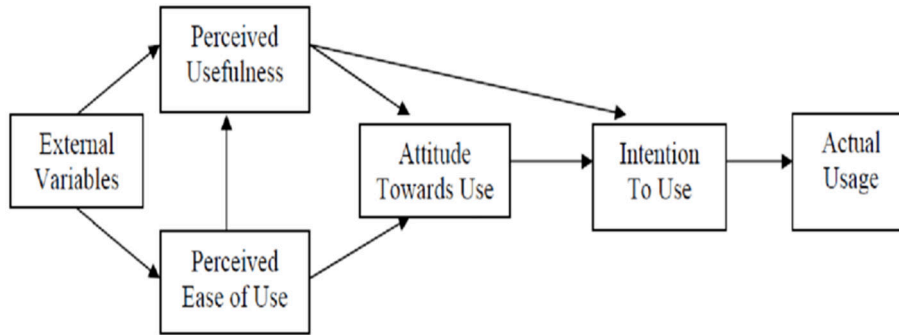 Perceived
Usefulness
External
Variables
Attitude
Towards Use
Intention
To Use
Actual
Usage
Perceived
Ease of Use